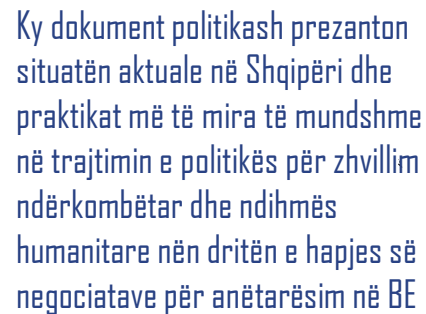 Ky dokument politikash prezanton
situatën aktuale në Shqipëri dhe
praktikat më të mira të mundshme
në trajtimin e politikës për zhvillim
ndërkombëtar dhe ndihmës
humanitare nën dritën e hapjes së
negociatave për anëtarësim në BE